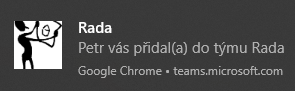 Rada
Petr vás přidal(a) do týmu Rada
Google Chrome • teams.microsoft.com